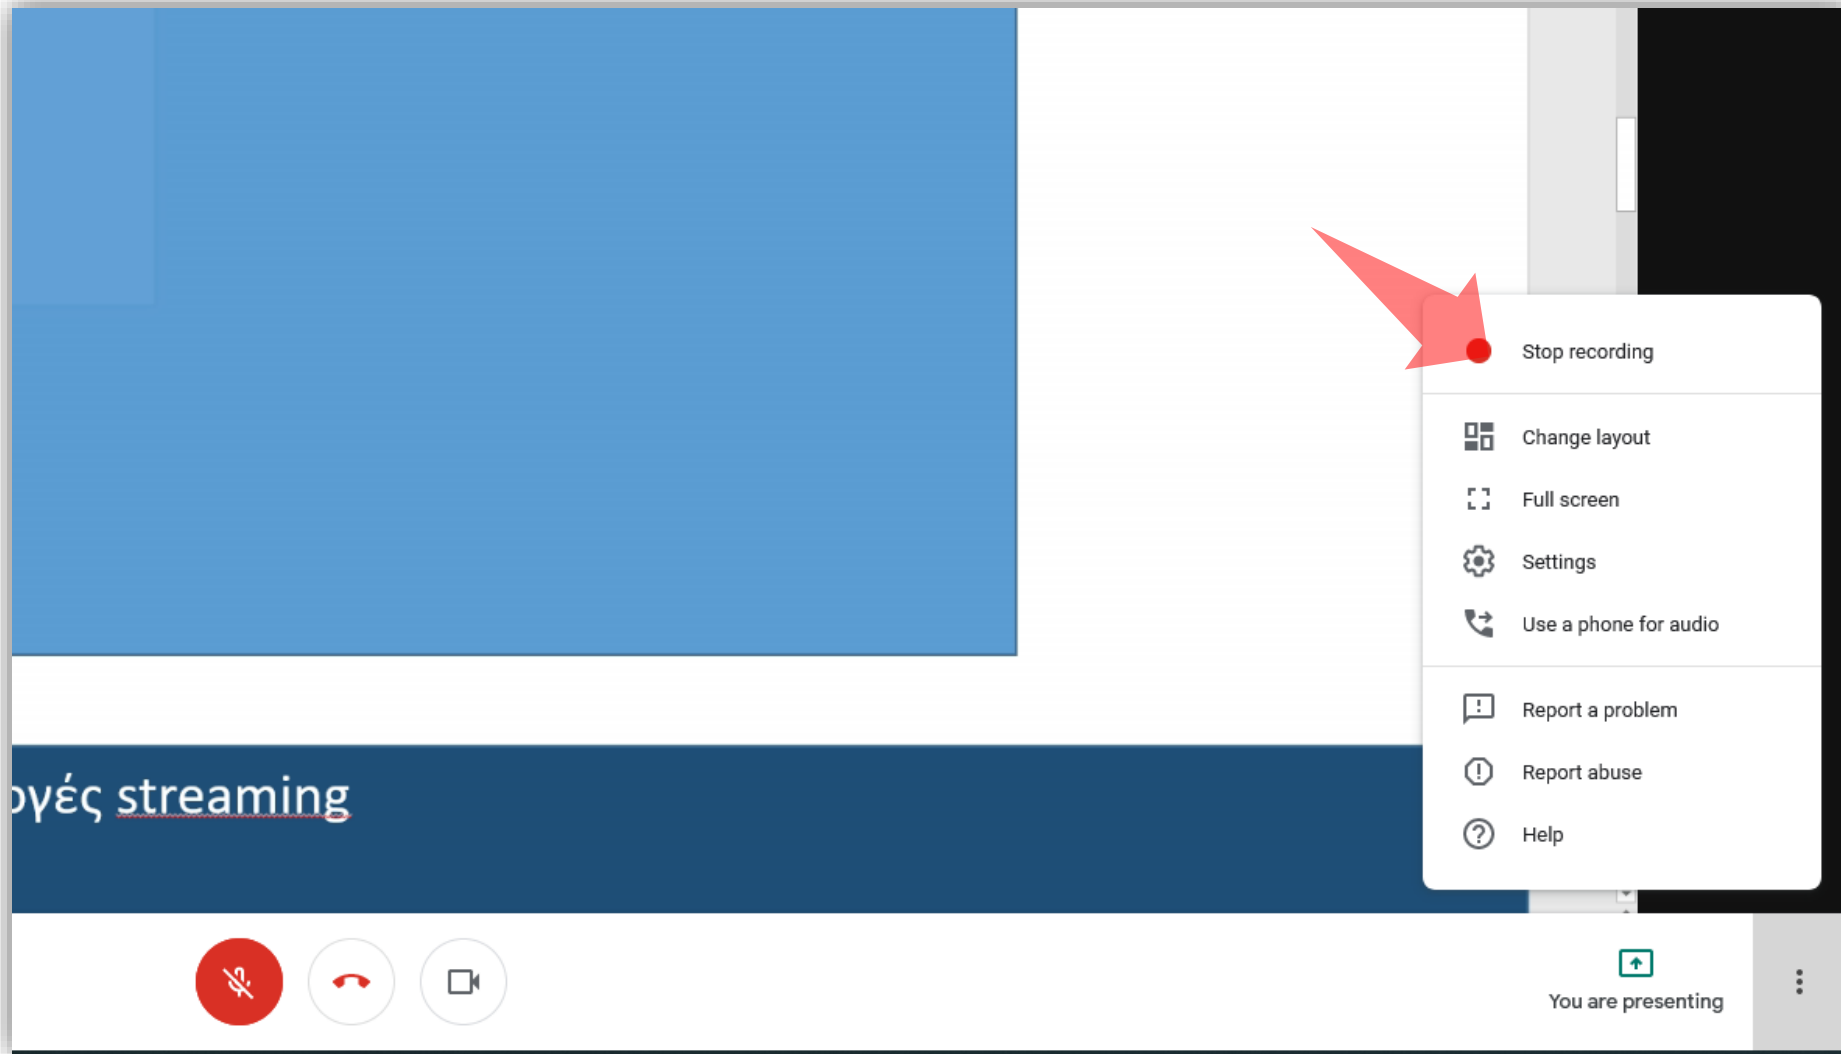 Stop recording
Change layout
Full screen
Settings
Use a phone for audio
Report a problem
Report abuse
Help
streaming
You are presenting